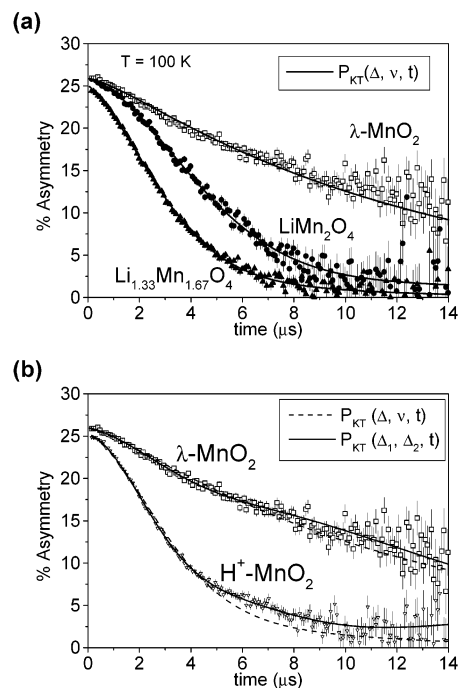 (a)
30
25
20
15
10
5
0
% Asymmetry
T = 100 K
P_KT(Δ, ν, t)
λ-MnO₂
LiMn₂O₄
Li₁.₃₃Mn₁.₆₇O₄
0 2 4 6 8 10 12 14
time (μs)
(b)
30
25
20
15
10
5
0
% Asymmetry
P_KT (Δ, ν, t)
P_KT (Δ₁, Δ₂, t)
λ-MnO₂
H⁺-MnO₂
0 2 4 6 8 10 12 14
time (μs)